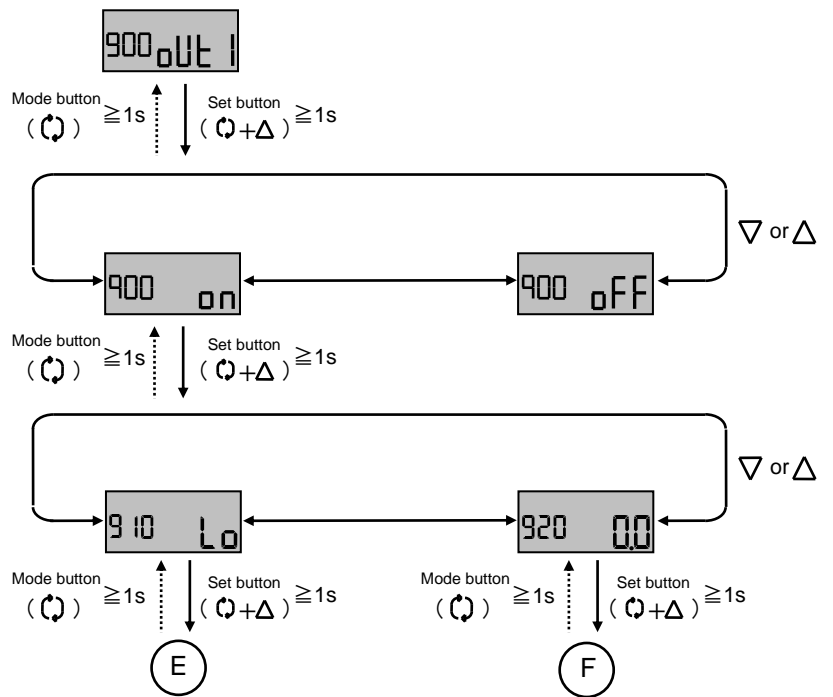 900 oUt 1
Mode button ≧1s Set button ≧1s
( ) ( +△ )
▽ or △
900 on 900 oFF
Mode button ≧1s Set button ≧1s
( ) ( +△ )
▽ or △
910 Lo 920 0.0
Mode button ≧1s Set button ≧1s Mode button ≧1s Set button ≧1s
( ) ( +△ ) ( ) ( +△ )
E F